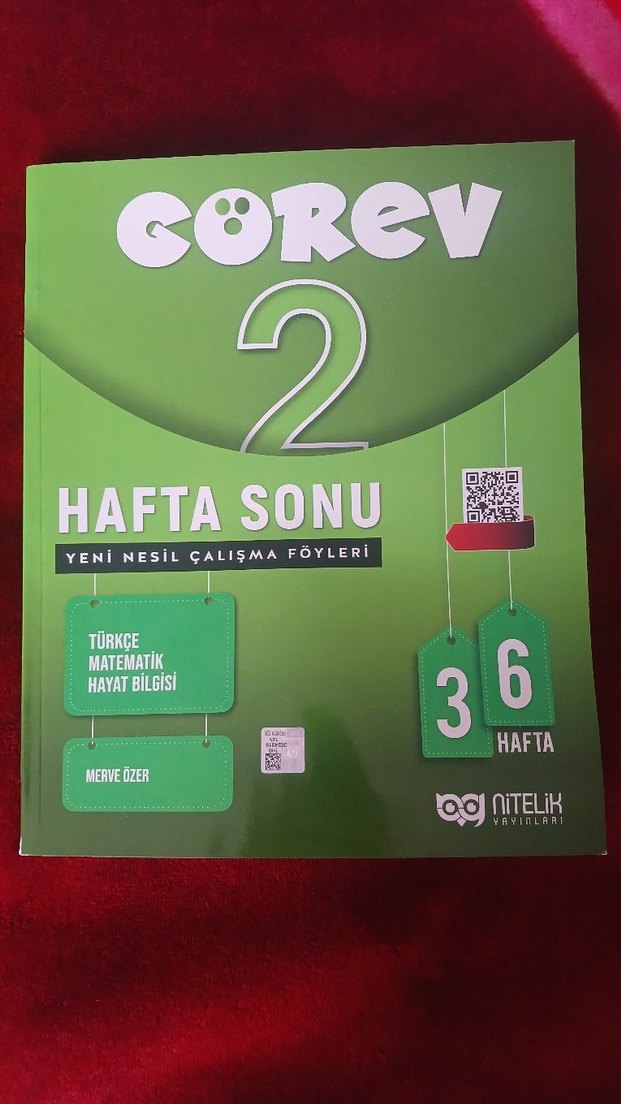 GÖREV
2
HAFTA SONU
YENİ NESİL ÇALIŞMA FÖYLERİ
TÜRKÇE
MATEMATİK
HAYAT BİLGİSİ
MERVE ÖZER
36
HAFTA
NİTELİK
YAYINLARI